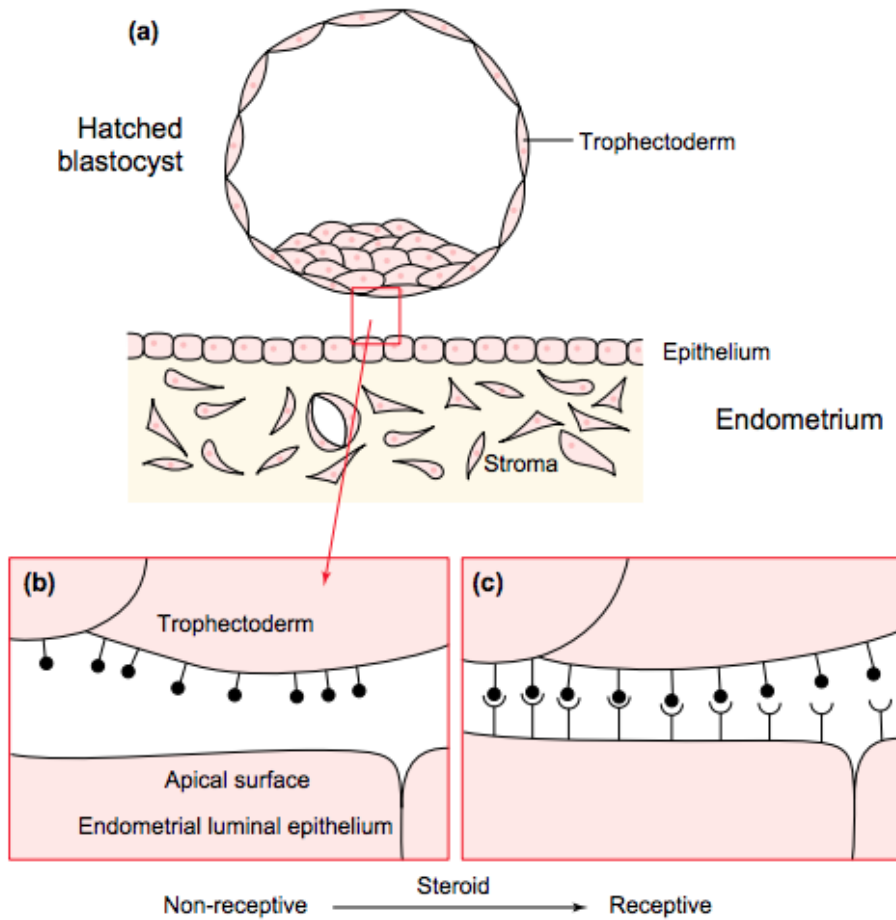 (a)
Hatched
blastocyst
Trophectoderm
Epithelium
Endometrium
Stroma
(b)
Trophectoderm
Apical surface
Endometrial luminal epithelium
(c)
Steroid
Non-receptive
Receptive